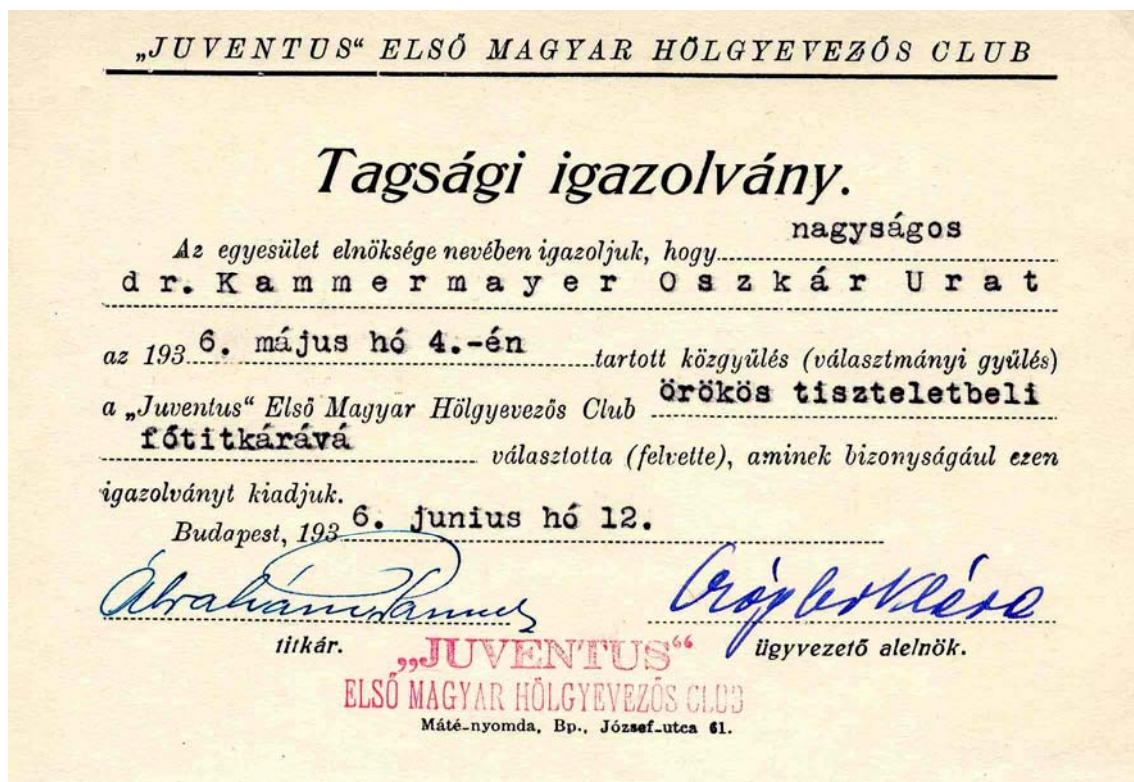 „JUVENTUS“ ELSŐ MAGYAR HÖLGYEVEZŐS CLUB
Tagsági igazolvány.
Az egyesület elnöksége nevében igazoljuk, hogy nagyságos
dr. Kammermayer Oszkár Urat
az 1936. május hó 4.-én tartott közgyülés (választmányi gyülés)
a „Juventus“ Első Magyar Hölgyevezős Club örökös tiszteletbeli
főtitkárává választotta (felvette), aminek bizonyságául ezen
igazolványt kiadjuk.
Budapest, 1936. junius hó 12.
Klára
titkár. ügyvezető alelnök.
„JUVENTUS“
ELSŐ MAGYAR HÖLGYEVEZŐS CLUB
Máté-nyomda, Bp., József-utca 61.